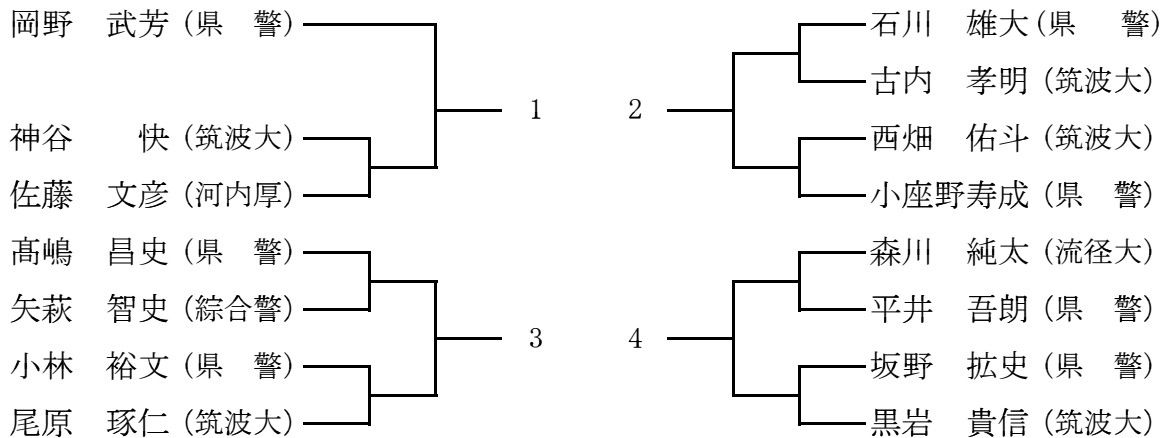 岡野　武芳（県　警）
神谷　　快（筑波大）
佐藤　文彦（河内厚）
髙嶋　昌史（県　警）
矢萩　智史（綜合警）
小林　裕文（県　警）
尾原　琢仁（筑波大）
1
3
2
4
石川　雄大（県　警）
古内　孝明（筑波大）
西畑　佑斗（筑波大）
小座野寿成（県　警）
森川　純太（流径大）
平井　吾朗（県　警）
坂野　拡史（県　警）
黒岩　貴信（筑波大）